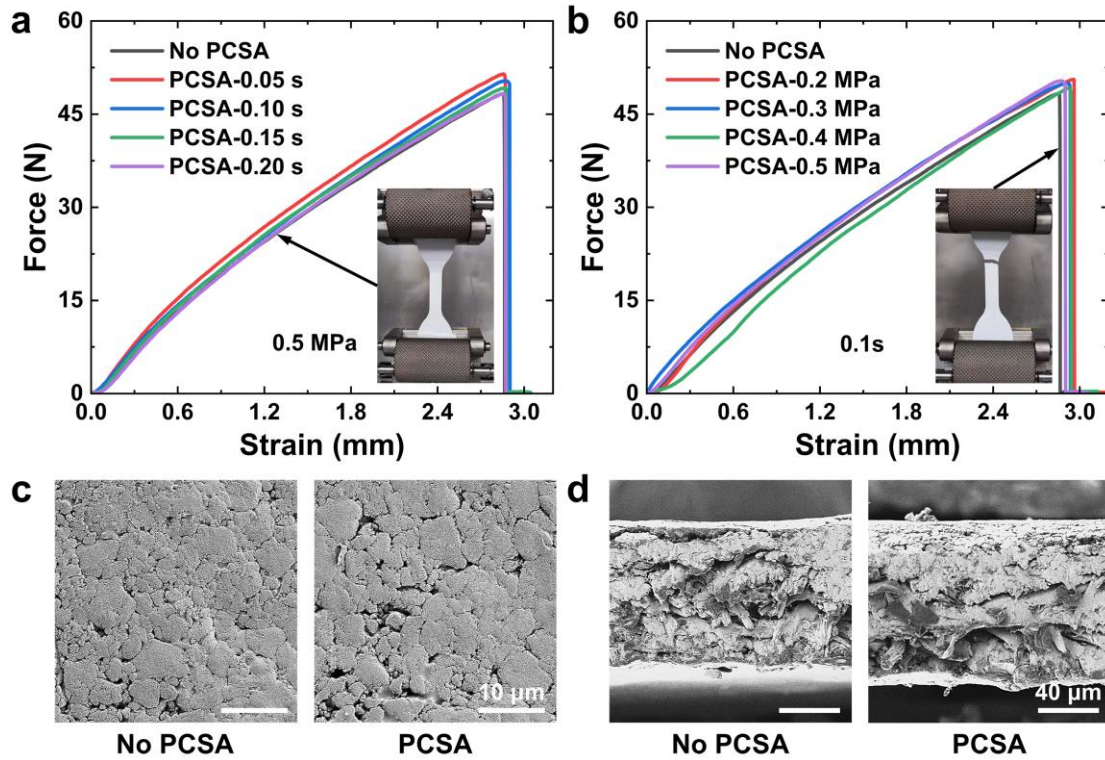 a
60
45
30
15
0
Force (N)
No PCSA
PCSA-0.05 s
PCSA-0.10 s
PCSA-0.15 s
PCSA-0.20 s
0.5 MPa
0.0 0.6 1.2 1.8 2.4 3.0
Strain (mm)
b
60
45
30
15
0
Force (N)
No PCSA
PCSA-0.2 MPa
PCSA-0.3 MPa
PCSA-0.4 MPa
PCSA-0.5 MPa
0.1s
0.0 0.6 1.2 1.8 2.4 3.0
Strain (mm)
c
10 μm
No PCSA PCSA
d
40 μm
No PCSA PCSA